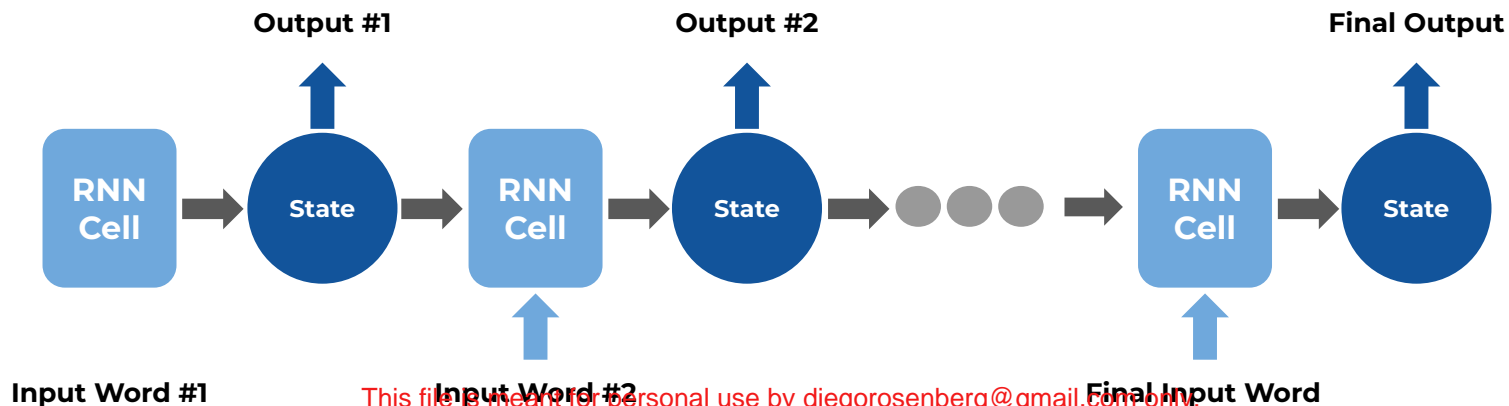 Output #1
Output #2
Final Output
RNN
Cell
State
RNN
Cell
State
RNN
Cell
State
Input Word #1
Input Word #2
Final Input Word
This file is meant for personal use by diegorosenberg@gmail.com only.